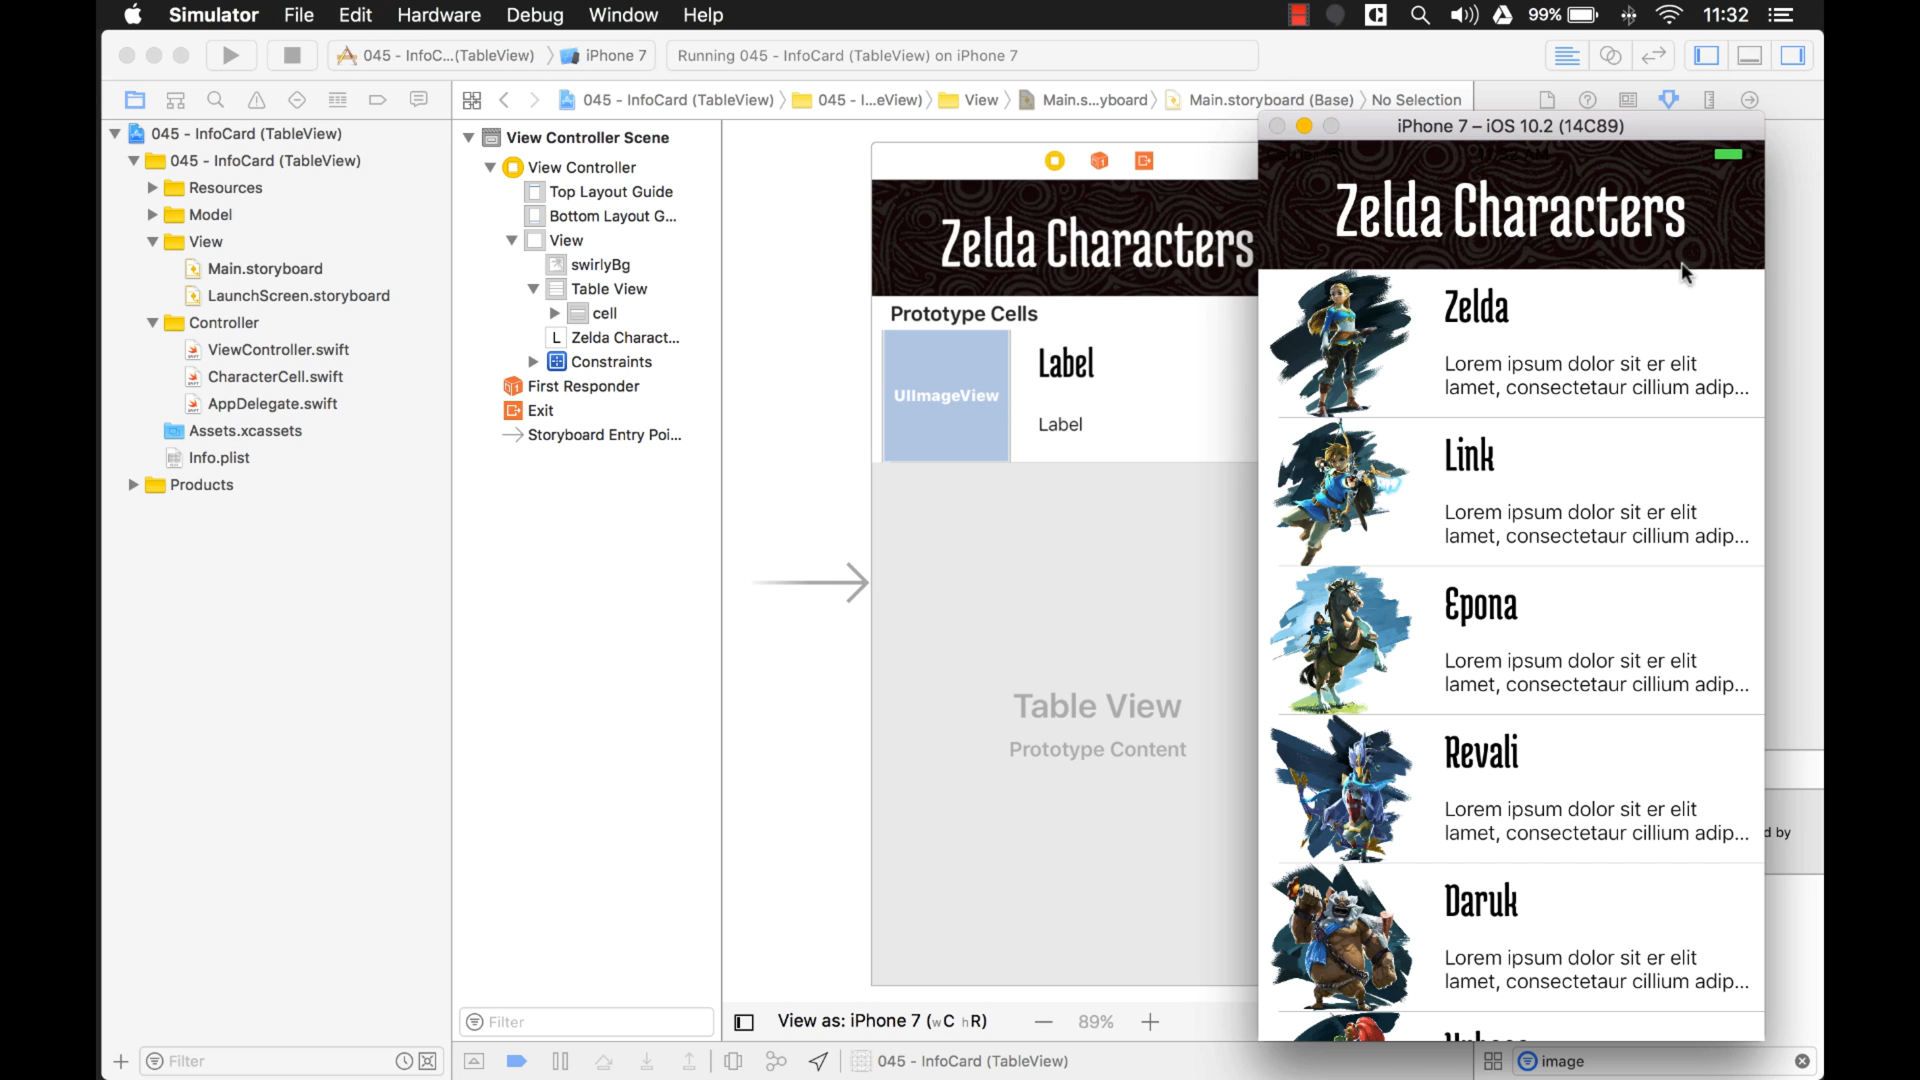 Simulator File Edit Hardware Debug Window Help 99% 11:32
045 - InfoC...(TableView) iPhone 7 Running 045 - InfoCard (TableView) on iPhone 7
045 - InfoCard (TableView) 045 - I...eView) View Main.s...yboard Main.storyboard (Base) No Selection
045 - InfoCard (TableView)
045 - InfoCard (TableView)
Resources
Model
View
Main.storyboard
LaunchScreen.storyboard
Controller
ViewController.swift
CharacterCell.swift
AppDelegate.swift
Assets.xcassets
Info.plist
Products
Filter
View Controller Scene
View Controller
Top Layout Guide
Bottom Layout G...
View
swirlyBg
Table View
cell
L Zelda Charact...
Constraints
First Responder
Exit
Storyboard Entry Poi...
Filter
Zelda Characters
Prototype Cells
UIImageView
Label
Label
Table View
Prototype Content
View as: iPhone 7 (wC hR) 89%
045 - InfoCard (TableView)
iPhone 7 – iOS 10.2 (14C89)
Zelda Characters
Zelda
Lorem ipsum dolor sit er elit
lamet, consectetaur cillium adip...
Link
Lorem ipsum dolor sit er elit
lamet, consectetaur cillium adip...
Epona
Lorem ipsum dolor sit er elit
lamet, consectetaur cillium adip...
Revali
Lorem ipsum dolor sit er elit
lamet, consectetaur cillium adip...
Daruk
Lorem ipsum dolor sit er elit
lamet, consectetaur cillium adip...
d by
image